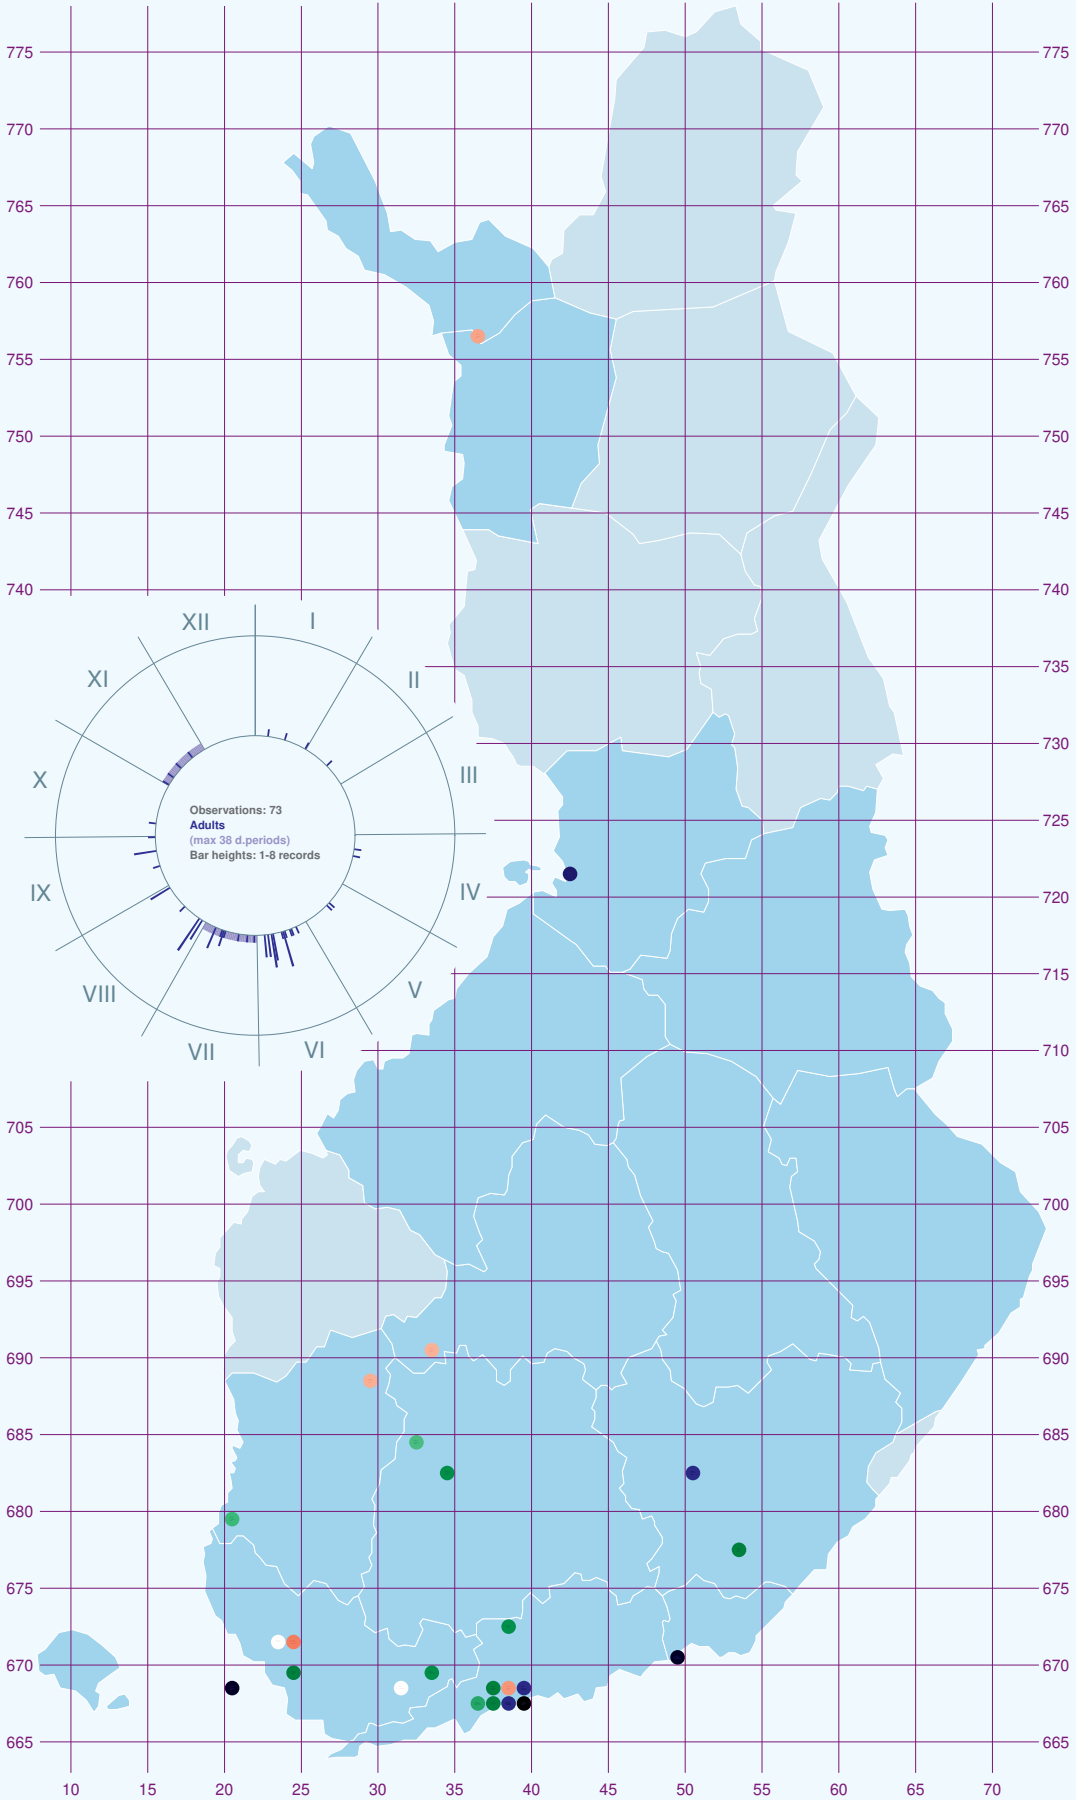 775 775
770 770
765 765
760 760
755 755
750 750
745 745
740 740
XII I
735
XI II
730
X III
Observations: 73
Adults
(max 38 d.periods)
Bar heights: 1-8 records
725
IX IV
720
VIII V
715
VII VI
710
705 705
700 700
695 695
690 690
685 685
680 680
675 675
670 670
665 665
10 15 20 25 30 35 40 45 50 55 60 65 70